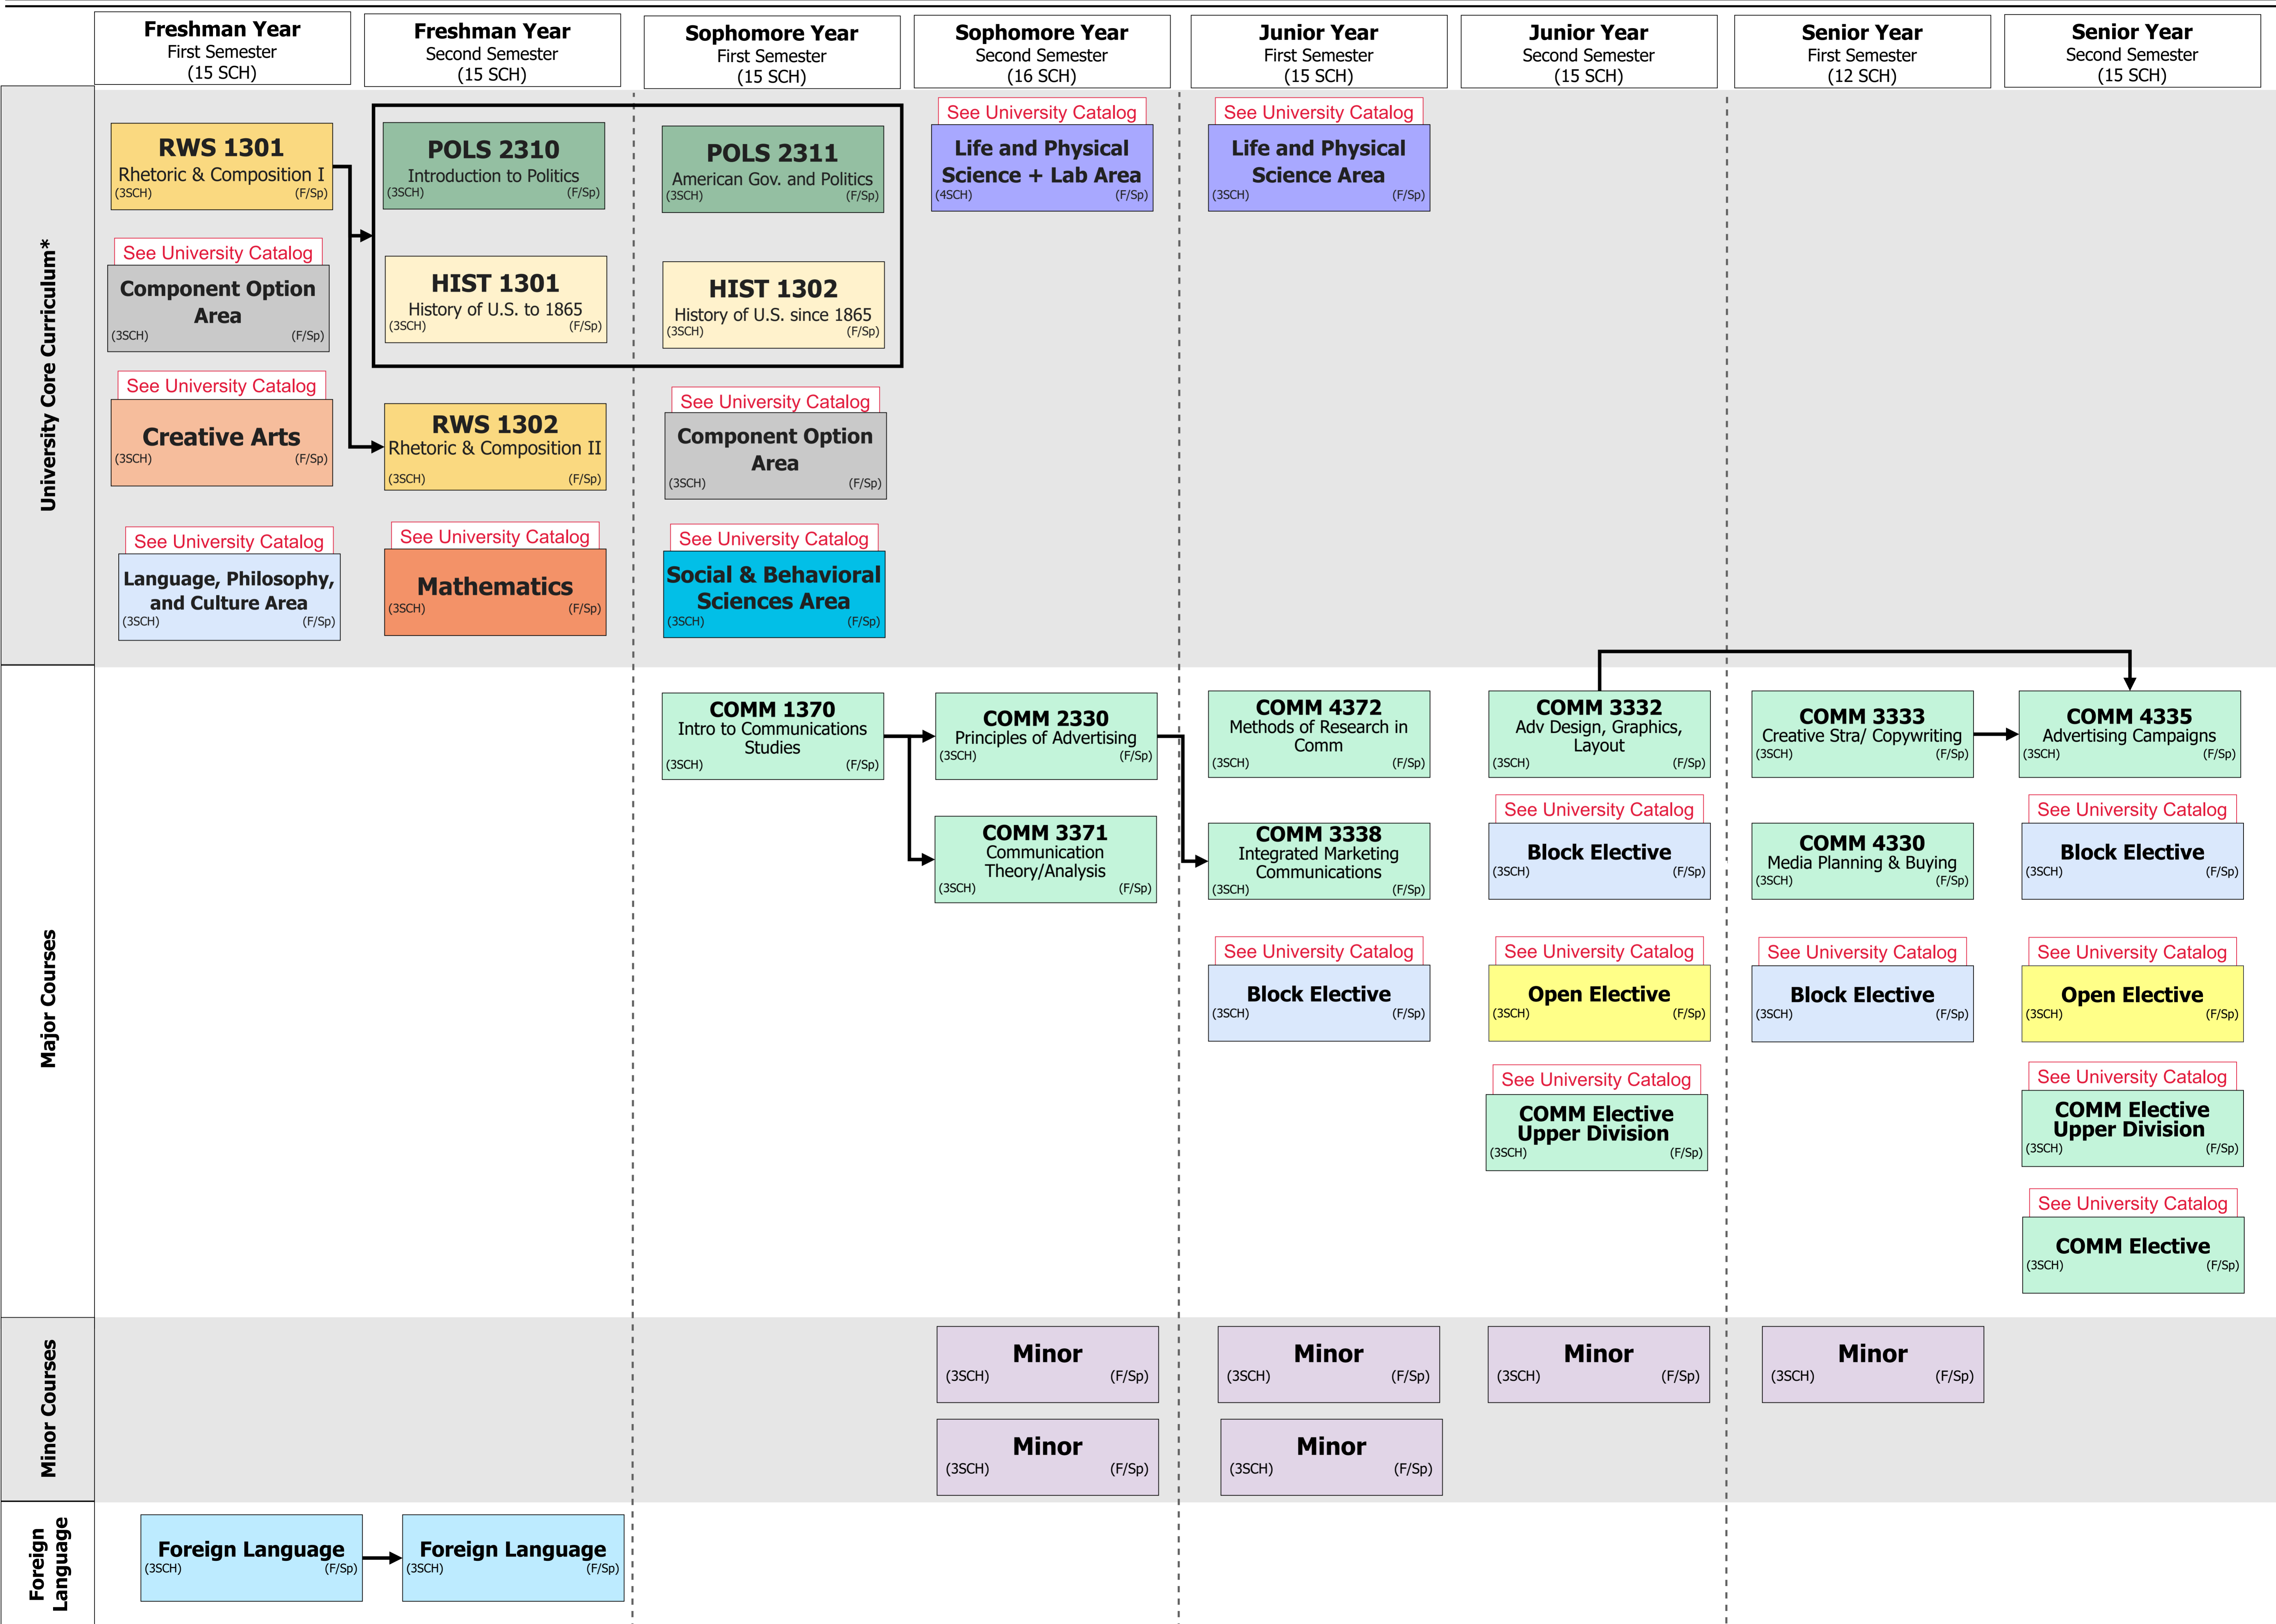 Freshman Year
First Semester
(15 SCH)
Freshman Year
Second Semester
(15 SCH)
Sophomore Year
First Semester
(15 SCH)
Sophomore Year
Second Semester
(16 SCH)
Junior Year
First Semester
(15 SCH)
Junior Year
Second Semester
(15 SCH)
Senior Year
First Semester
(12 SCH)
Senior Year
Second Semester
(15 SCH)
University Core Curriculum*
RWS 1301
Rhetoric & Composition I
(3SCH) (F/Sp)
See University Catalog
Component Option
Area
(3SCH) (F/Sp)
See University Catalog
Creative Arts
(3SCH) (F/Sp)
See University Catalog
Language, Philosophy,
and Culture Area
(3SCH) (F/Sp)
POLS 2310
Introduction to Politics
(3SCH) (F/Sp)
HIST 1301
History of U.S. to 1865
(3SCH) (F/Sp)
RWS 1302
Rhetoric & Composition II
(3SCH) (F/Sp)
See University Catalog
Mathematics
(3SCH) (F/Sp)
POLS 2311
American Gov. and Politics
(3SCH) (F/Sp)
HIST 1302
History of U.S. since 1865
(3SCH) (F/Sp)
See University Catalog
Component Option
Area
(3SCH) (F/Sp)
See University Catalog
Social & Behavioral
Sciences Area
(3SCH) (F/Sp)
See University Catalog
Life and Physical
Science + Lab Area
(4SCH) (F/Sp)
See University Catalog
Life and Physical
Science Area
(3SCH) (F/Sp)
Major Courses
COMM 1370
Intro to Communications
Studies
(3SCH) (F/Sp)
COMM 2330
Principles of Advertising
(3SCH) (F/Sp)
COMM 3371
Communication
Theory/Analysis
(3SCH) (F/Sp)
COMM 4372
Methods of Research in
Comm
(3SCH) (F/Sp)
COMM 3338
Integrated Marketing
Communications
(3SCH) (F/Sp)
See University Catalog
Block Elective
(3SCH) (F/Sp)
COMM 3332
Adv Design, Graphics,
Layout
(3SCH) (F/Sp)
See University Catalog
Block Elective
(3SCH) (F/Sp)
See University Catalog
Open Elective
(3SCH) (F/Sp)
See University Catalog
COMM Elective
Upper Division
(3SCH) (F/Sp)
COMM 3333
Creative Stra/ Copywriting
(3SCH) (F/Sp)
COMM 4330
Media Planning & Buying
(3SCH) (F/Sp)
See University Catalog
Block Elective
(3SCH) (F/Sp)
COMM 4335
Advertising Campaigns
(3SCH) (F/Sp)
See University Catalog
Block Elective
(3SCH) (F/Sp)
See University Catalog
Open Elective
(3SCH) (F/Sp)
See University Catalog
COMM Elective
Upper Division
(3SCH) (F/Sp)
See University Catalog
COMM Elective
(3SCH) (F/Sp)
Minor Courses
Minor
(3SCH) (F/Sp)
Minor
(3SCH) (F/Sp)
Minor
(3SCH) (F/Sp)
Minor
(3SCH) (F/Sp)
Minor
(3SCH) (F/Sp)
Minor
(3SCH) (F/Sp)
Foreign
Language
Foreign Language
(3SCH) (F/Sp)
Foreign Language
(3SCH) (F/Sp)